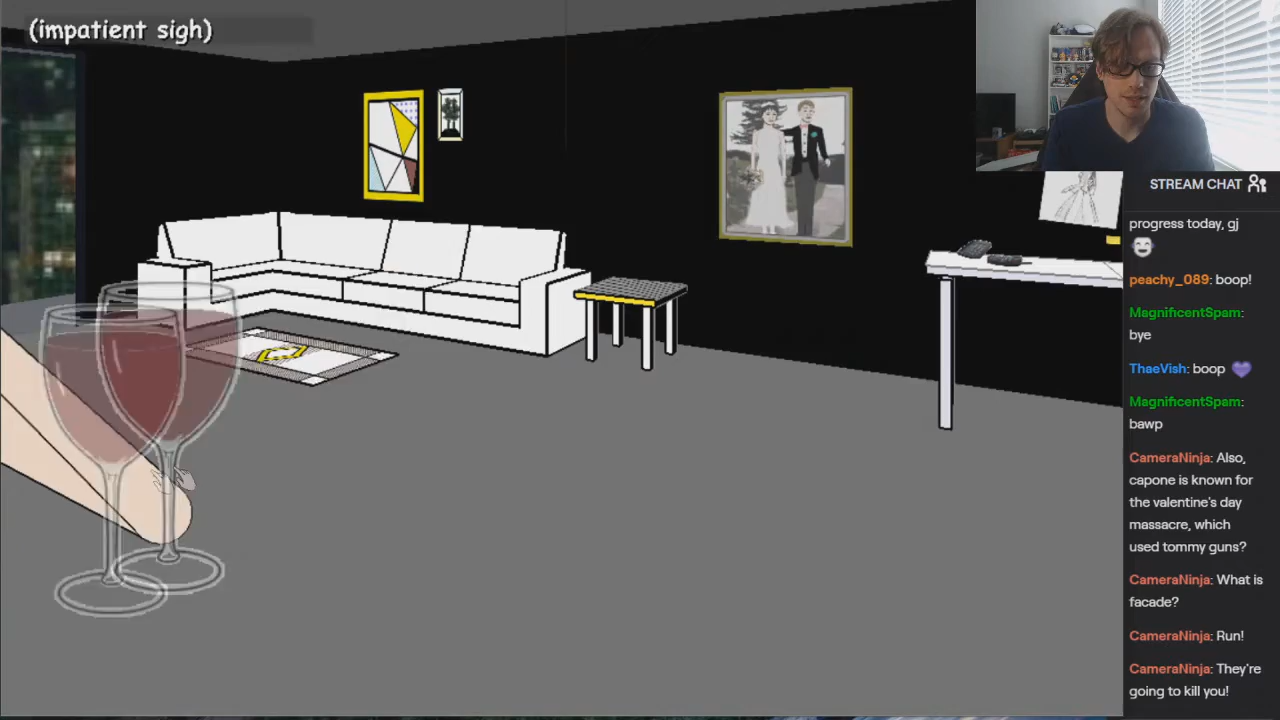 (impatient sigh)
STREAM CHAT
progress today, gj
peachy_089: boop!
MagnificentSpam:
bye
ThaeVish: boop
MagnificentSpam:
bawp
CameraNinja: Also,
capone is known for
the valentine's day
massacre, which
used tommy guns?
CameraNinja: What is
facade?
CameraNinja: Run!
CameraNinja: They're
going to kill you!